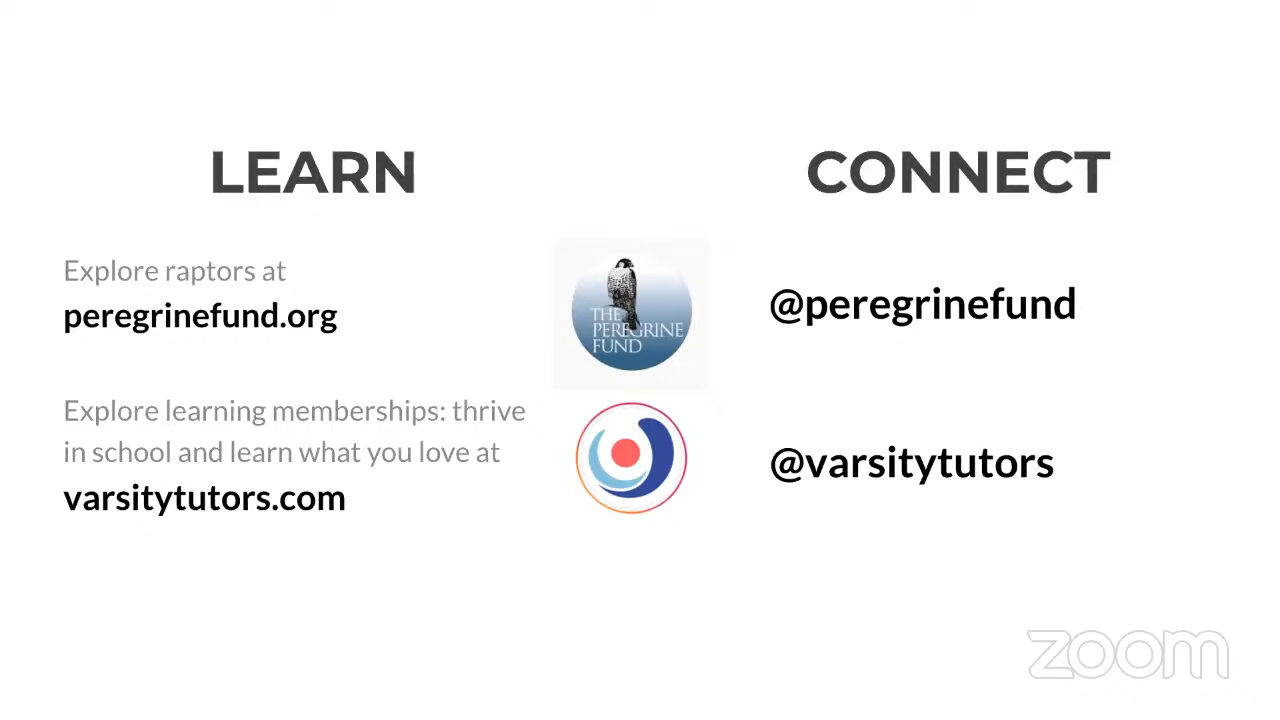 LEARN
CONNECT
Explore raptors at
peregrinefund.org
THE
PEREGRINE
FUND
@peregrinefund
Explore learning memberships: thrive
in school and learn what you love at
varsitytutors.com
@varsitytutors
zoom